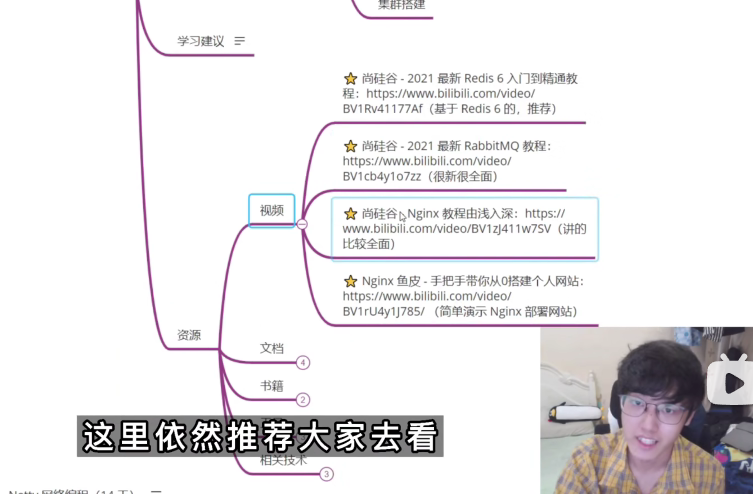 集群搭建
学习建议
尚硅谷 - 2021 最新 Redis 6 入门到精通教
程：https://www.bilibili.com/video/
BV1Rv41177Af（基于 Redis 6 的，推荐）
尚硅谷 - 2021 最新 RabbitMQ 教程：
https://www.bilibili.com/video/
BV1cb4y1o7zz（很新很全面）
视频
尚硅谷 Nginx 教程由浅入深：https://
www.bilibili.com/video/BV1zJ411w7SV（讲的
比较全面）
Nginx 鱼皮 - 手把手带你从0搭建个人网站：
https://www.bilibili.com/video/
BV1rU4y1J785/ （简单演示 Nginx 部署网站）
资源
文档
4
书籍
2
这里依然推荐大家去看
相关技术
3
Netty 网络编程（14 天）